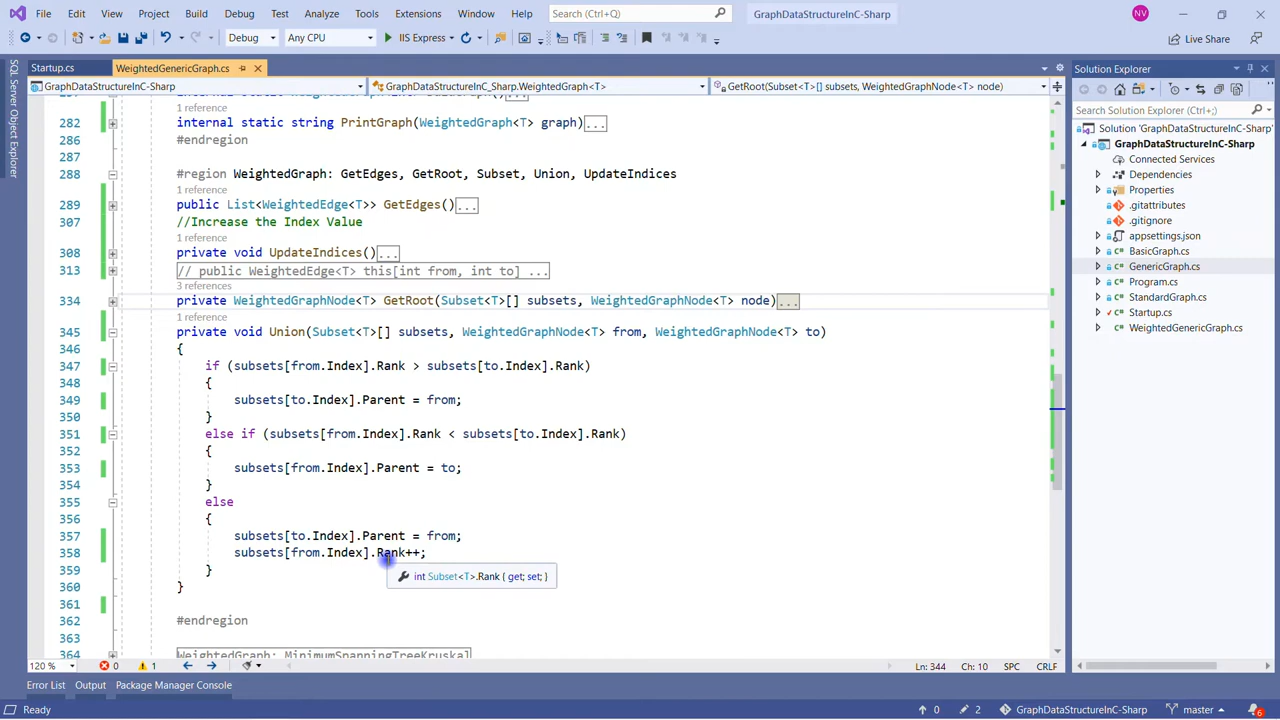 File Edit View Project Build Debug Test Analyze Tools Extensions Window Help Search (Ctrl+Q) GraphDataStructureInC-Sharp NV
Debug Any CPU IIS Express Live Share
SQL Server Object Explorer
Startup.cs WeightedGenericGraph.cs
GraphDataStructureInC-Sharp GraphDataStructureInC_Sharp.WeightedGraph<T> GetRoot(Subset<T>[] subsets, WeightedGraphNode<T> node)
1 reference
282 internal static string PrintGraph(WeightedGraph<T> graph)...
286 #endregion
287
288 #region WeightedGraph: GetEdges, GetRoot, Subset, Union, UpdateIndices
1 reference
289 public List<WeightedEdge<T>> GetEdges()...
307 //Increase the Index Value
1 reference
308 private void UpdateIndices()...
313 // public WeightedEdge<T> this[int from, int to] ...
3 references
334 private WeightedGraphNode<T> GetRoot(Subset<T>[] subsets, WeightedGraphNode<T> node)...
1 reference
345 private void Union(Subset<T>[] subsets, WeightedGraphNode<T> from, WeightedGraphNode<T> to)
346 {
347 if (subsets[from.Index].Rank > subsets[to.Index].Rank)
348 {
349 subsets[to.Index].Parent = from;
350 }
351 else if (subsets[from.Index].Rank < subsets[to.Index].Rank)
352 {
353 subsets[from.Index].Parent = to;
354 }
355 else
356 {
357 subsets[to.Index].Parent = from;
358 subsets[from.Index].Rank++;
359 }
int Subset<T>.Rank { get; set; }
360 }
361
362 #endregion
363
364 WeightedGraph: MinimumSpanningTreeKruskal
120 % 0 1 Ln: 344 Ch: 10 SPC CRLF
Solution Explorer
Search Solution Explorer (Ctrl+;)
Solution 'GraphDataStructureInC-Sharp'
GraphDataStructureInC-Sharp
Connected Services
Dependencies
Properties
.gitattributes
.gitignore
appsettings.json
BasicGraph.cs
GenericGraph.cs
Program.cs
StandardGraph.cs
Startup.cs
WeightedGenericGraph.cs
Error List Output Package Manager Console
Ready 0 2 GraphDataStructureInC-Sharp master 6